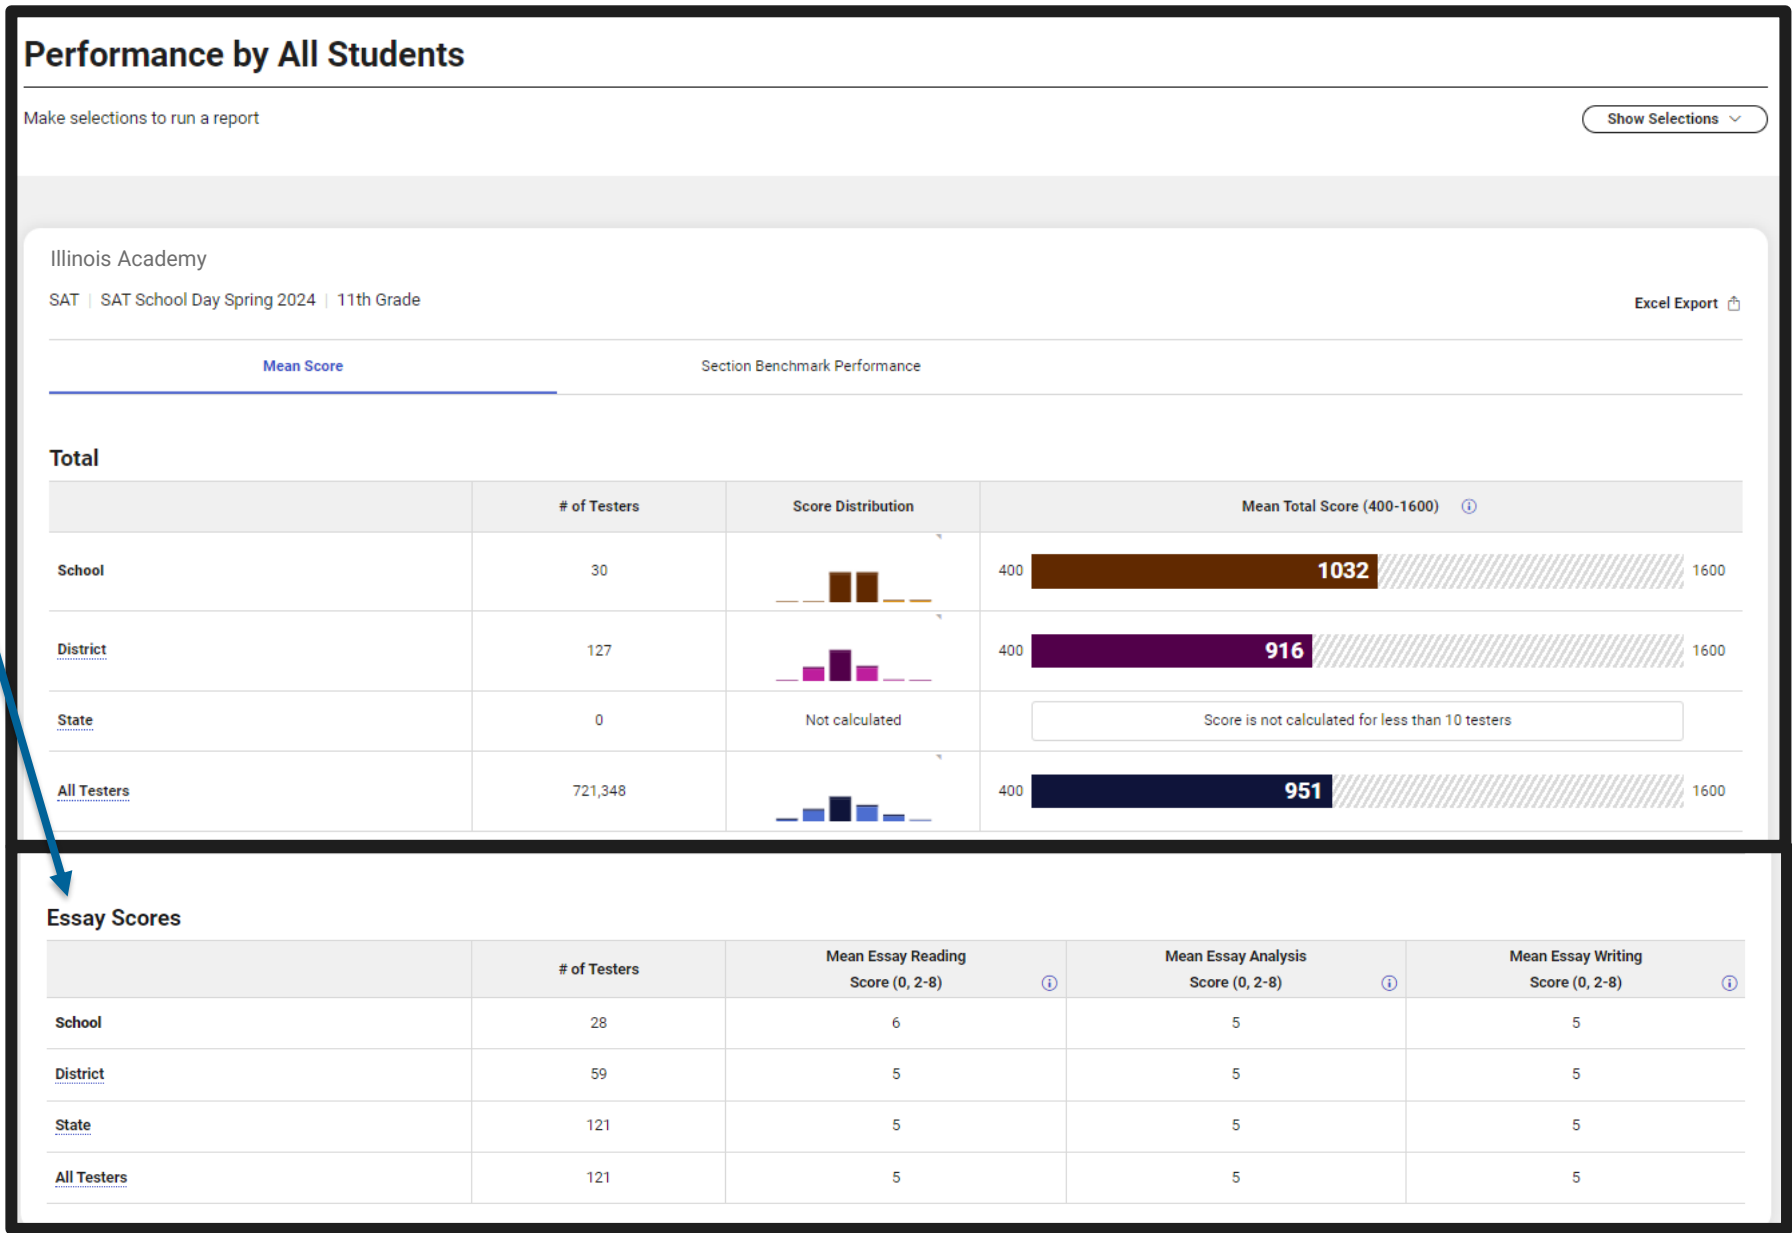 Performance by All Students
Make selections to run a report
Show Selections
Illinois Academy
SAT | SAT School Day Spring 2024 | 11th Grade
Excel Export
Mean Score
Section Benchmark Performance
Total
# of Testers
Score Distribution
Mean Total Score (400-1600)
School
30
400
1032
1600
District
127
400
916
1600
State
0
Not calculated
Score is not calculated for less than 10 testers
All Testers
721,348
400
951
1600
Essay Scores
# of Testers
Mean Essay Reading
Score (0, 2-8)
Mean Essay Analysis
Score (0, 2-8)
Mean Essay Writing
Score (0, 2-8)
School
28
6
5
5
District
59
5
5
5
State
121
5
5
5
All Testers
121
5
5
5